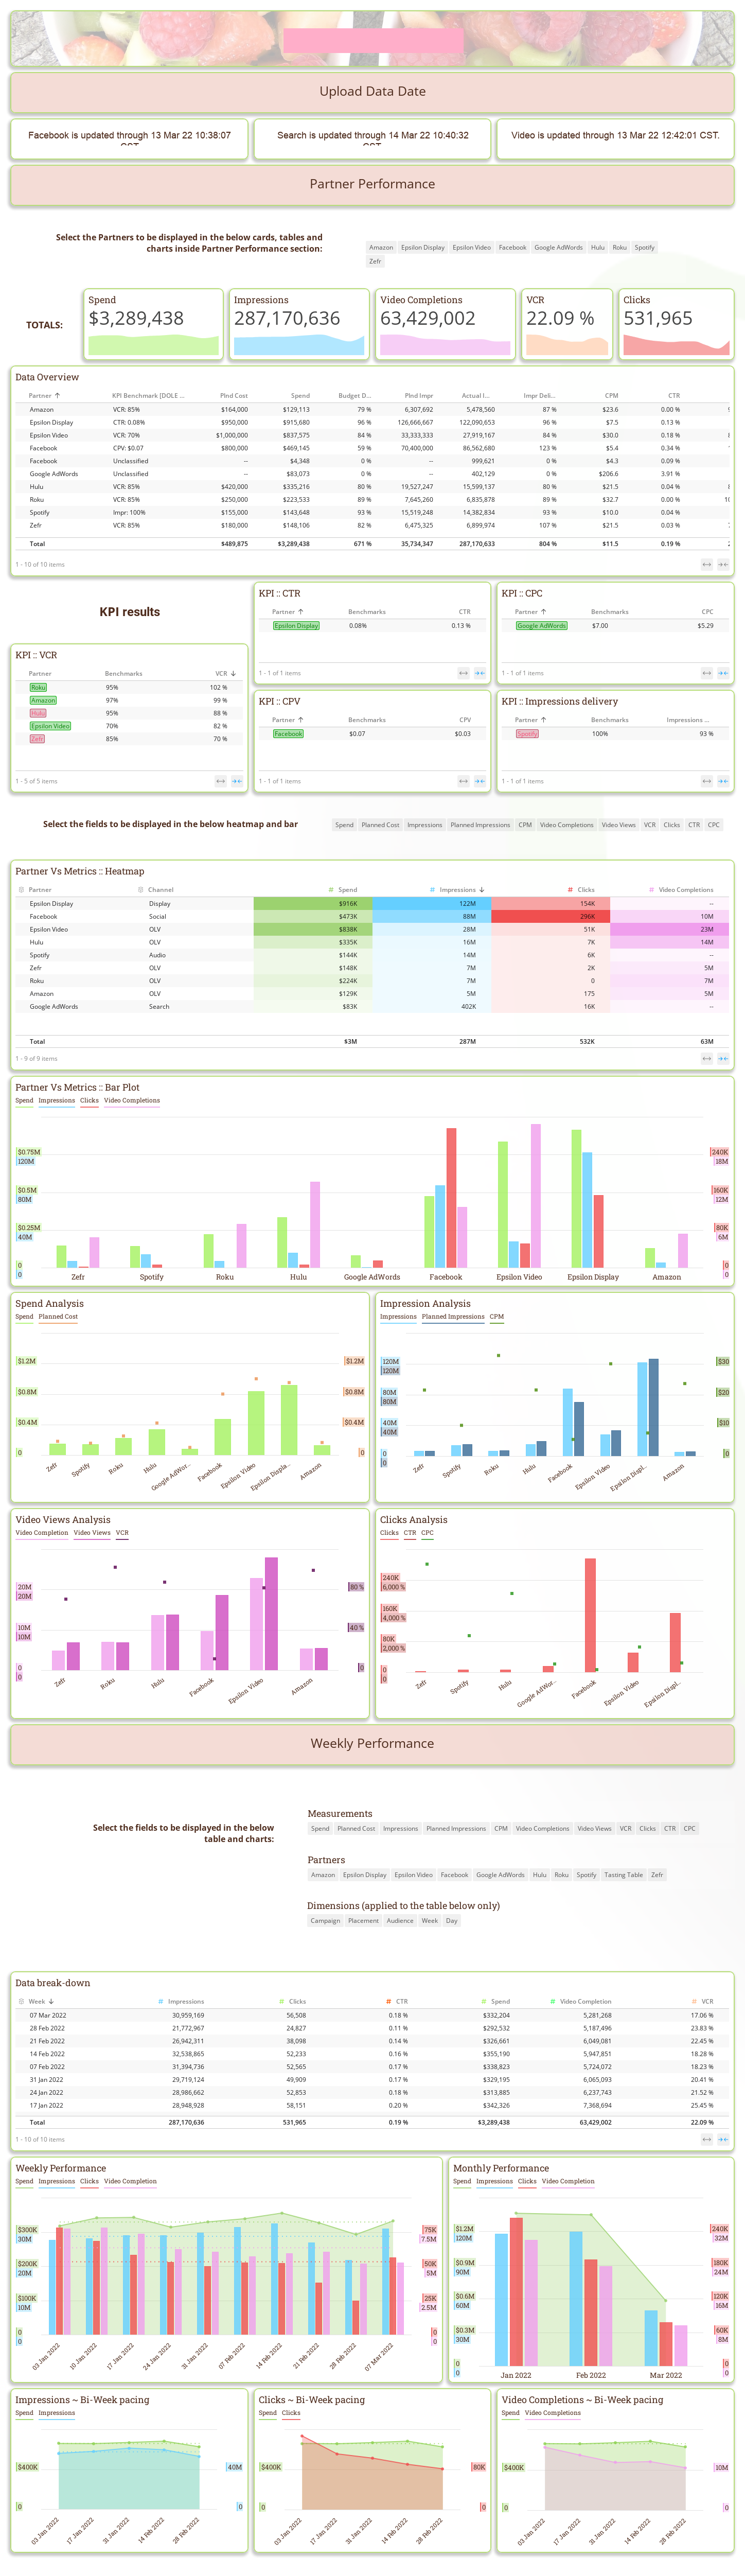 Upload Data Date
Facebook is updated through 13 Mar 22 10:38:07
Search is updated through 14 Mar 22 10:40:32
Video is updated through 13 Mar 22 12:42:01 CST.
Partner Performance
Select the Partners to be displayed in the below cards, tables and
charts inside Partner Performance section:
Amazon Epsilon Display Epsilon Video Facebook Google AdWords Hulu Roku Spotify
Zefr
TOTALS:
Spend
$3,289,438
Impressions
287,170,636
Video Completions
63,429,002
VCR
22.09 %
Clicks
531,965
Data Overview
Partner KPI Benchmark [DOLE ... Plnd Cost Spend Budget D... Plnd Impr Actual I... Impr Deli... CPM CTR
Amazon VCR: 85% $164,000 $129,113 79 % 6,307,692 5,478,560 87 % $23.6 0.00 %
Epsilon Display CTR: 0.08% $950,000 $915,680 96 % 126,666,667 122,090,653 96 % $7.5 0.13 %
Epsilon Video VCR: 70% $1,000,000 $837,575 84 % 33,333,333 27,919,167 84 % $30.0 0.18 %
Facebook CPV: $0.07 $800,000 $469,145 59 % 70,400,000 86,562,680 123 % $5.4 0.34 %
Facebook Unclassified -- $4,348 0 % -- 999,621 0 % $4.3 0.09 %
Google AdWords Unclassified -- $83,073 0 % -- 402,129 0 % $206.6 3.91 %
Hulu VCR: 85% $420,000 $335,216 80 % 19,527,247 15,599,137 80 % $21.5 0.04 %
Roku VCR: 85% $250,000 $223,533 89 % 7,645,260 6,835,878 89 % $32.7 0.00 %
Spotify Impr: 100% $155,000 $143,648 93 % 15,519,248 14,382,834 93 % $10.0 0.04 %
Zefr VCR: 85% $180,000 $148,106 82 % 6,475,325 6,899,974 107 % $21.5 0.03 %
Total $489,875 $3,289,438 671 % 35,734,347 287,170,633 804 % $11.5 0.19 %
1 - 10 of 10 items
KPI results
KPI :: CTR
Partner Benchmarks CTR
Epsilon Display 0.08% 0.13 %
1 - 1 of 1 items
KPI :: CPC
Partner Benchmarks CPC
Google AdWords $7.00 $5.29
1 - 1 of 1 items
KPI :: VCR
Partner Benchmarks VCR
Roku 95% 102 %
Amazon 97% 99 %
Hulu 95% 88 %
Epsilon Video 70% 82 %
Zefr 85% 70 %
1 - 5 of 5 items
KPI :: CPV
Partner Benchmarks CPV
Facebook $0.07 $0.03
1 - 1 of 1 items
KPI :: Impressions delivery
Partner Benchmarks Impressions ...
Spotify 100% 93 %
1 - 1 of 1 items
Select the fields to be displayed in the below heatmap and bar
Spend Planned Cost Impressions Planned Impressions CPM Video Completions Video Views VCR Clicks CTR CPC
Partner Vs Metrics :: Heatmap
Partner Channel # Spend # Impressions # Clicks # Video Completions
Epsilon Display Display $916K 122M 154K --
Facebook Social $473K 88M 296K 10M
Epsilon Video OLV $838K 28M 51K 23M
Hulu OLV $335K 16M 7K 14M
Spotify Audio $144K 14M 6K --
Zefr OLV $148K 7M 2K 5M
Roku OLV $224K 7M 0 7M
Amazon OLV $129K 5M 175 5M
Google AdWords Search $83K 402K 16K --
Total $3M 287M 532K 63M
1 - 9 of 9 items
Partner Vs Metrics :: Bar Plot
Spend Impressions Clicks Video Completions
$0.75M 240K
120M 18M
$0.5M 160K
80M 12M
$0.25M 80K
40M 6M
0 0
0 0
Zefr Spotify Roku Hulu Google AdWords Facebook Epsilon Video Epsilon Display Amazon
Spend Analysis
Spend Planned Cost
$1.2M $1.2M
$0.8M $0.8M
$0.4M $0.4M
0 0
Zefr Spotify Roku Hulu Google AdWor... Facebook Epsilon Video Epsilon Displa... Amazon
Impression Analysis
Impressions Planned Impressions CPM
120M $30
120M
80M $20
80M
40M $10
40M
0 0
0
Zefr Spotify Roku Hulu Facebook Epsilon Video Epsilon Displ... Amazon
Video Views Analysis
Video Completion Video Views VCR
20M 80 %
20M
10M 40 %
10M
0 0
0
Zefr Roku Hulu Facebook Epsilon Video Amazon
Clicks Analysis
Clicks CTR CPC
240K
6,000 %
160K
4,000 %
80K
2,000 %
0
0
Zefr Spotify Hulu Google AdWor... Facebook Epsilon Video Epsilon Displ...
Weekly Performance
Select the fields to be displayed in the below
table and charts:
Measurements
Spend Planned Cost Impressions Planned Impressions CPM Video Completions Video Views VCR Clicks CTR CPC
Partners
Amazon Epsilon Display Epsilon Video Facebook Google AdWords Hulu Roku Spotify Tasting Table Zefr
Dimensions (applied to the table below only)
Campaign Placement Audience Week Day
Data break-down
Week # Impressions # Clicks # CTR # Spend # Video Completion # VCR
07 Mar 2022 30,959,169 56,508 0.18 % $332,204 5,281,268 17.06 %
28 Feb 2022 21,772,967 24,827 0.11 % $292,532 5,187,496 23.83 %
21 Feb 2022 26,942,311 38,098 0.14 % $326,661 6,049,081 22.45 %
14 Feb 2022 32,538,865 52,233 0.16 % $355,190 5,947,851 18.28 %
07 Feb 2022 31,394,736 52,565 0.17 % $338,823 5,724,072 18.23 %
31 Jan 2022 29,719,124 49,909 0.17 % $329,195 6,065,093 20.41 %
24 Jan 2022 28,986,662 52,853 0.18 % $313,885 6,237,743 21.52 %
17 Jan 2022 28,948,928 58,151 0.20 % $342,326 7,368,694 25.45 %
Total 287,170,636 531,965 0.19 % $3,289,438 63,429,002 22.09 %
1 - 10 of 10 items
Weekly Performance
Spend Impressions Clicks Video Completion
$300K 75K
30M 7.5M
$200K 50K
20M 5M
$100K 25K
10M 2.5M
0 0
0 0
03 Jan 2022 10 Jan 2022 17 Jan 2022 24 Jan 2022 31 Jan 2022 07 Feb 2022 14 Feb 2022 21 Feb 2022 28 Feb 2022 07 Mar 2022
Monthly Performance
Spend Impressions Clicks Video Completion
$1.2M 240K
120M 32M
$0.9M 180K
90M 24M
$0.6M 120K
60M 16M
$0.3M 60K
30M 8M
0 0
0 0
Jan 2022 Feb 2022 Mar 2022
Impressions ~ Bi-Week pacing
Spend Impressions
$400K 40M
0 0
03 Jan 2022 17 Jan 2022 31 Jan 2022 14 Feb 2022 28 Feb 2022
Clicks ~ Bi-Week pacing
Spend Clicks
$400K 80K
0 0
03 Jan 2022 17 Jan 2022 31 Jan 2022 14 Feb 2022 28 Feb 2022
Video Completions ~ Bi-Week pacing
Spend Video Completions
$400K 10M
0 0
03 Jan 2022 17 Jan 2022 31 Jan 2022 14 Feb 2022 28 Feb 2022